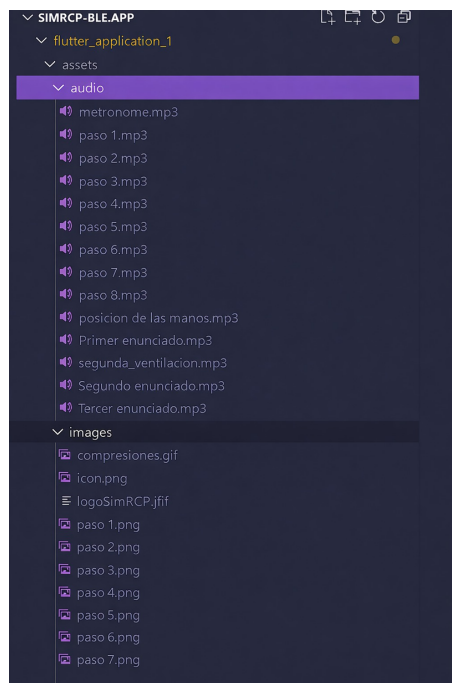 SIMRCP-BLE.APP
flutter_application_1
assets
audio
metronome.mp3
paso 1.mp3
paso 2.mp3
paso 3.mp3
paso 4.mp3
paso 5.mp3
paso 6.mp3
paso 7.mp3
paso 8.mp3
posicion de las manos.mp3
Primer enunciado.mp3
segunda_ventilacion.mp3
Segundo enunciado.mp3
Tercer enunciado.mp3
images
compresiones.gif
icon.png
logoSimRCP.jfif
paso 1.png
paso 2.png
paso 3.png
paso 4.png
paso 5.png
paso 6.png
paso 7.png